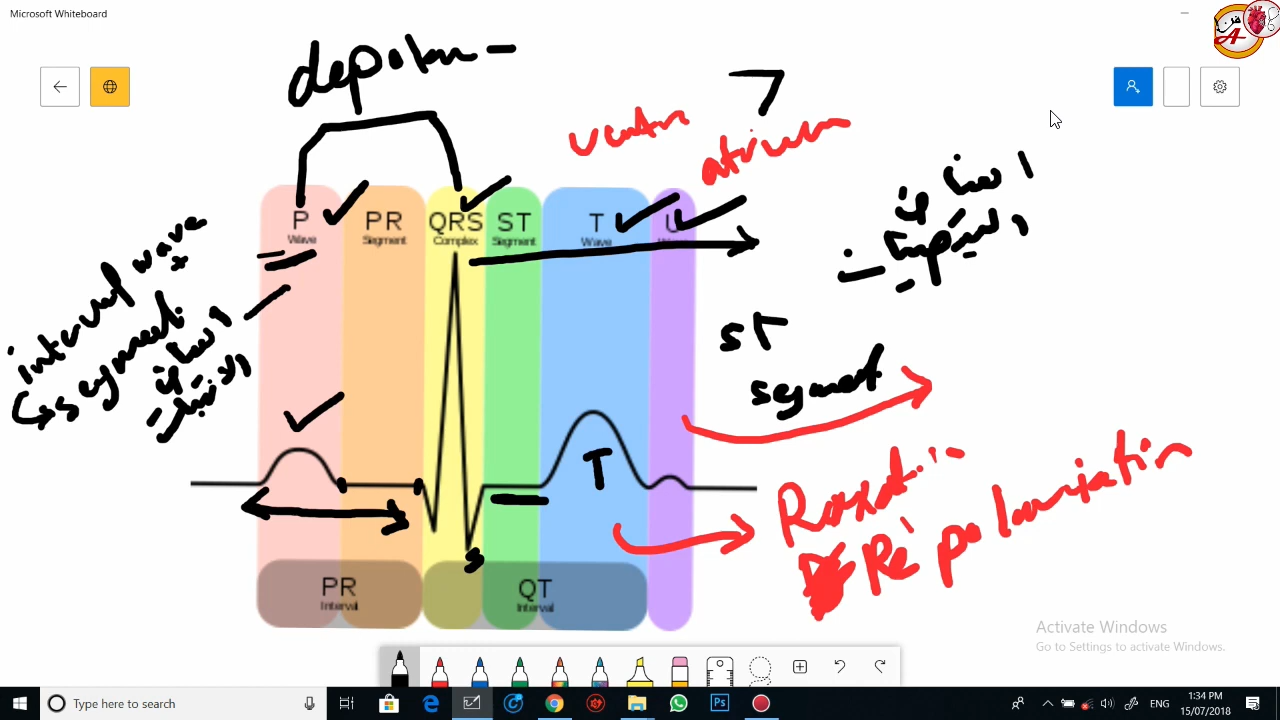 Microsoft Whiteboard
depolar
ventre
atrium
P
Wave
PR
Segment
QRS
Complex
ST
Segment
T
Wave
U
interval wave
segment
ST
segment
T
s
Repolarization
PR
Interval
QT
Interval
Activate Windows
Go to Settings to activate Windows.
Type here to search
ENG
1:34 PM
15/07/2018